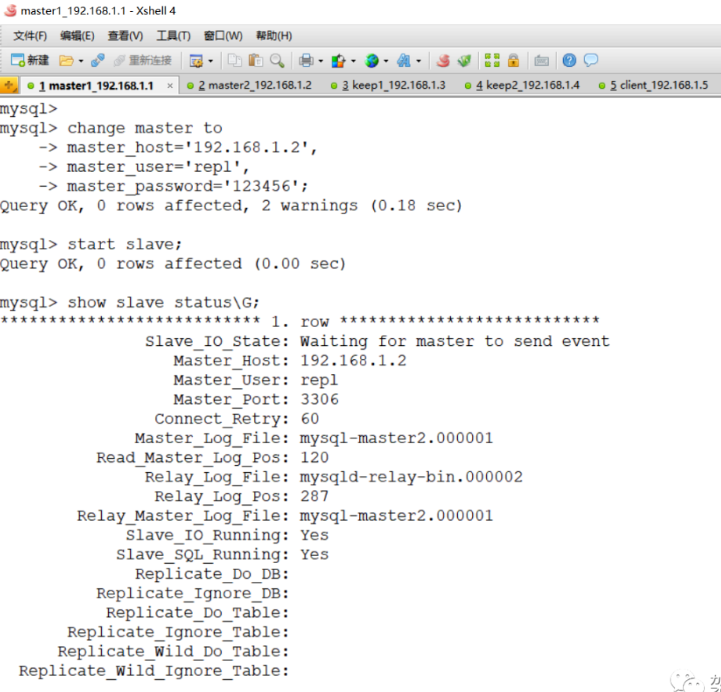 master1_192.168.1.1 - Xshell 4
文件(F) 编辑(E) 查看(V) 工具(T) 窗口(W) 帮助(H)
新建 重新连接
1 master1_192.168.1.1 × 2 master2_192.168.1.2 3 keep1_192.168.1.3 4 keep2_192.168.1.4 5 client_192.168.1.5
mysql>
mysql> change master to
-> master_host='192.168.1.2',
-> master_user='repl',
-> master_password='123456';
Query OK, 0 rows affected, 2 warnings (0.18 sec)
mysql> start slave;
Query OK, 0 rows affected (0.00 sec)
mysql> show slave status\G;
*************************** 1. row ***************************
Slave_IO_State: Waiting for master to send event
Master_Host: 192.168.1.2
Master_User: repl
Master_Port: 3306
Connect_Retry: 60
Master_Log_File: mysql-master2.000001
Read_Master_Log_Pos: 120
Relay_Log_File: mysqld-relay-bin.000002
Relay_Log_Pos: 287
Relay_Master_Log_File: mysql-master2.000001
Slave_IO_Running: Yes
Slave_SQL_Running: Yes
Replicate_Do_DB:
Replicate_Ignore_DB:
Replicate_Do_Table:
Replicate_Ignore_Table:
Replicate_Wild_Do_Table:
Replicate_Wild_Ignore_Table: